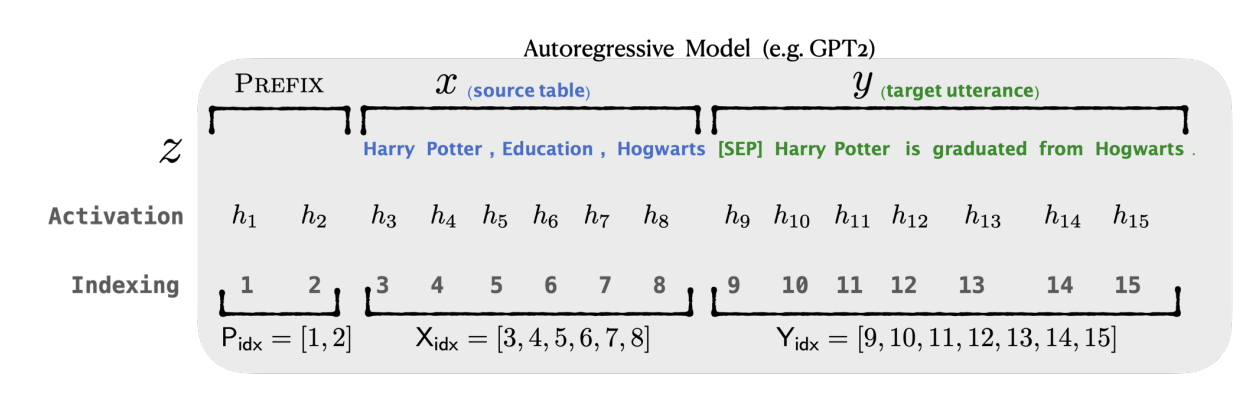 Autoregressive Model (e.g. GPT2)
PREFIX x (source table) y (target utterance)
z Harry Potter , Education , Hogwarts [SEP] Harry Potter is graduated from Hogwarts .
Activation h₁ h₂ h₃ h₄ h₅ h₆ h₇ h₈ h₉ h₁₀ h₁₁ h₁₂ h₁₃ h₁₄ h₁₅
Indexing 1 2 3 4 5 6 7 8 9 10 11 12 13 14 15
P_idx = [1, 2] X_idx = [3, 4, 5, 6, 7, 8] Y_idx = [9, 10, 11, 12, 13, 14, 15]